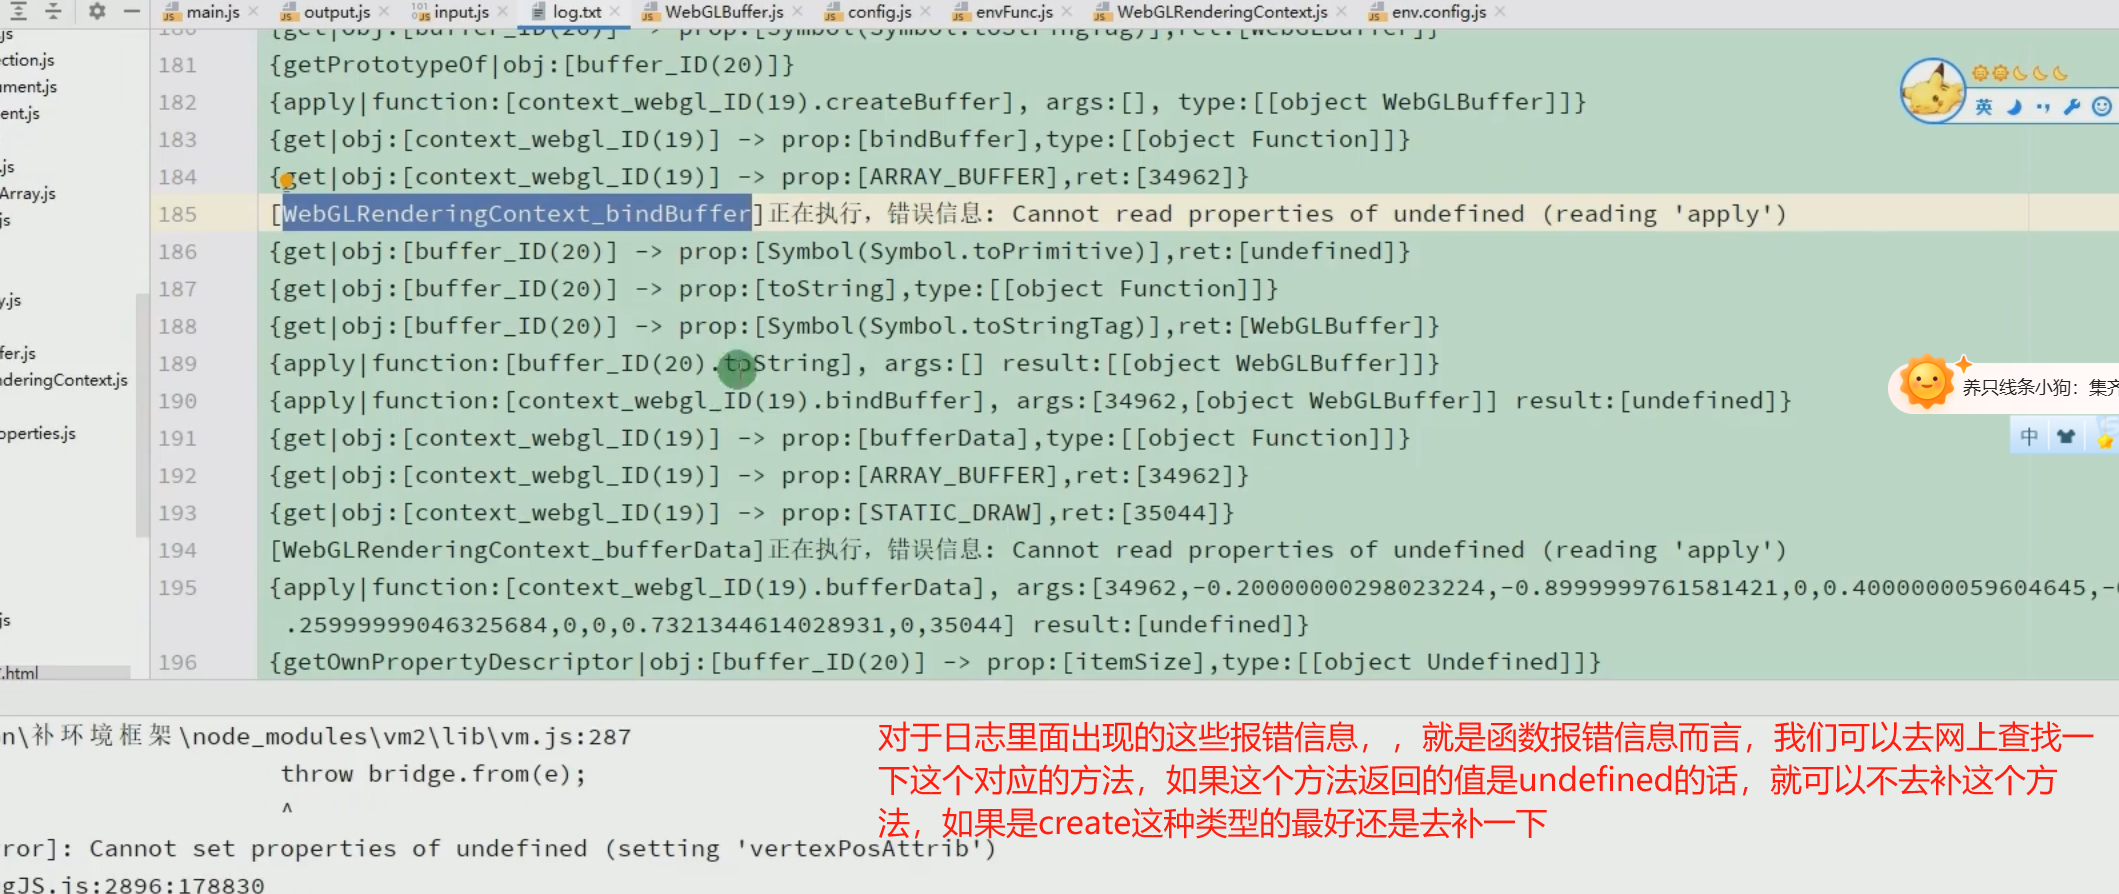 main.js
output.js
input.js
log.txt
WebGLBuffer.js
config.js
envFunc.js
WebGLRenderingContext.js
env.config.js
js
ction.js
ument.js
ent.js
.js
Array.js
js
y.js
fer.js
nderingContext.js
operties.js
js
.html
180 {get|obj:[buffer_ID(20)] -> prop:[Symbol(Symbol.toStringTag)],ret:[WebGLBuffer]}
181 {getPrototypeOf|obj:[buffer_ID(20)]}
182 {apply|function:[context_webgl_ID(19).createBuffer], args:[], type:[[object WebGLBuffer]]}
183 {get|obj:[context_webgl_ID(19)] -> prop:[bindBuffer],type:[[object Function]]}
184 {get|obj:[context_webgl_ID(19)] -> prop:[ARRAY_BUFFER],ret:[34962]}
185 [WebGLRenderingContext_bindBuffer]正在执行，错误信息: Cannot read properties of undefined (reading 'apply')
186 {get|obj:[buffer_ID(20)] -> prop:[Symbol(Symbol.toPrimitive)],ret:[undefined]}
187 {get|obj:[buffer_ID(20)] -> prop:[toString],type:[[object Function]]}
188 {get|obj:[buffer_ID(20)] -> prop:[Symbol(Symbol.toStringTag)],ret:[WebGLBuffer]}
189 {apply|function:[buffer_ID(20).toString], args:[] result:[[object WebGLBuffer]]}
190 {apply|function:[context_webgl_ID(19).bindBuffer], args:[34962,[object WebGLBuffer]] result:[undefined]}
191 {get|obj:[context_webgl_ID(19)] -> prop:[bufferData],type:[[object Function]]}
192 {get|obj:[context_webgl_ID(19)] -> prop:[ARRAY_BUFFER],ret:[34962]}
193 {get|obj:[context_webgl_ID(19)] -> prop:[STATIC_DRAW],ret:[35044]}
194 [WebGLRenderingContext_bufferData]正在执行，错误信息: Cannot read properties of undefined (reading 'apply')
195 {apply|function:[context_webgl_ID(19).bufferData], args:[34962,-0.20000000298023224,-0.8999999761581421,0,0.4000000059604645,-
.25999999046325684,0,0,0.7321344614028931,0,35044] result:[undefined]}
196 {getOwnPropertyDescriptor|obj:[buffer_ID(20)] -> prop:[itemSize],type:[[object Undefined]]}
英
养只线条小狗：集齐
中
n\补环境框架\node_modules\vm2\lib\vm.js:287
throw bridge.from(e);
^
ror]: Cannot set properties of undefined (setting 'vertexPosAttrib')
gJS.js:2896:178830
对于日志里面出现的这些报错信息，，就是函数报错信息而言，我们可以去网上查找一
下这个对应的方法，如果这个方法返回的值是undefined的话，就可以不去补这个方
法，如果是create这种类型的最好还是去补一下